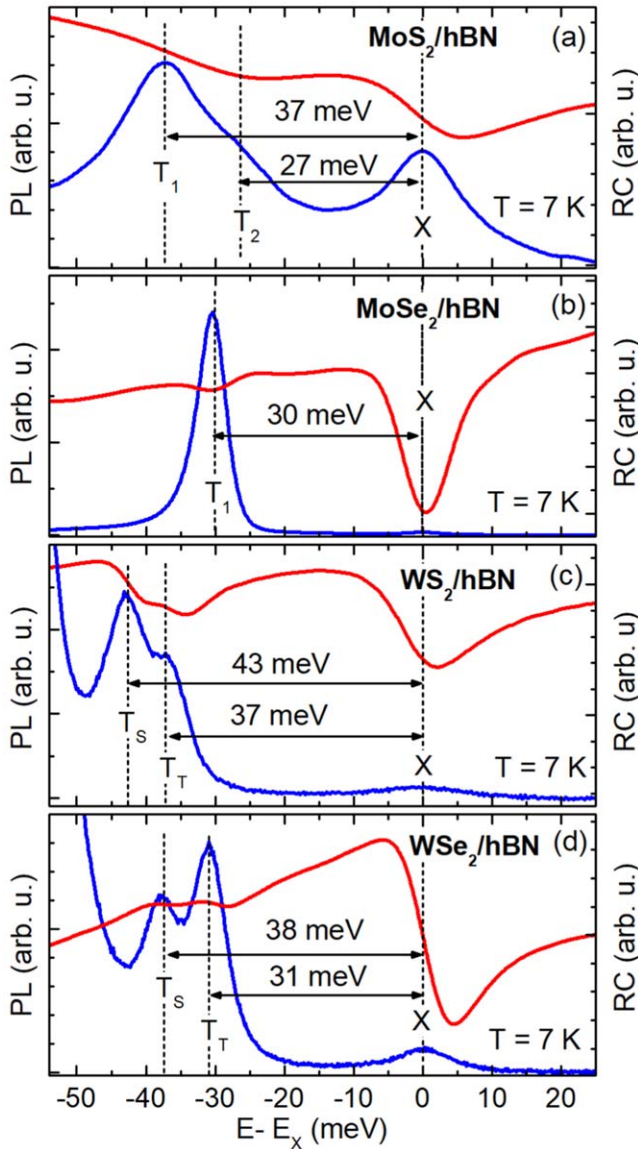 MoS2/hBN (a)
PL (arb. u.)
RC (arb. u.)
37 meV
27 meV
T1
T2
X
T = 7 K
MoSe2/hBN (b)
PL (arb. u.)
RC (arb. u.)
X
30 meV
T1
T = 7 K
WS2/hBN (c)
PL (arb. u.)
RC (arb. u.)
43 meV
37 meV
TS
TT
X
T = 7 K
WSe2/hBN (d)
PL (arb. u.)
RC (arb. u.)
38 meV
31 meV
TS
TT
X
T = 7 K
-50 -40 -30 -20 -10 0 10 20
E- EX (meV)